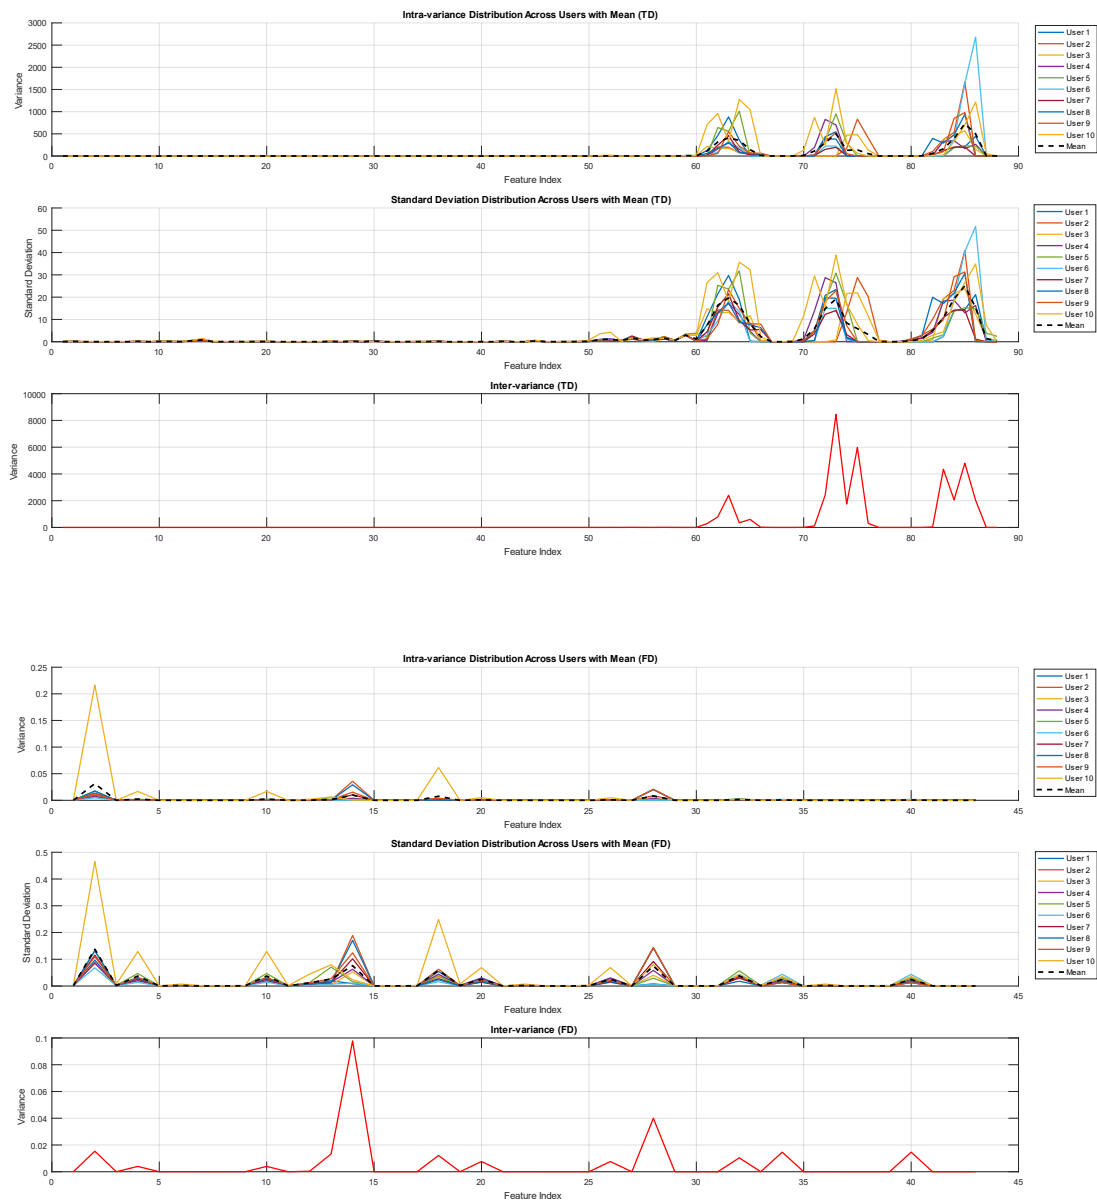 Intra-variance Distribution Across Users with Mean (TD)
Variance
3000
2500
2000
1500
1000
500
0
0 10 20 30 40 50 60 70 80 90
Feature Index
User 1
User 2
User 3
User 4
User 5
User 6
User 7
User 8
User 9
User 10
Mean
Standard Deviation Distribution Across Users with Mean (TD)
Standard Deviation
60
50
40
30
20
10
0
0 10 20 30 40 50 60 70 80 90
Feature Index
User 1
User 2
User 3
User 4
User 5
User 6
User 7
User 8
User 9
User 10
Mean
Inter-variance (TD)
Variance
10000
8000
6000
4000
2000
0
0 10 20 30 40 50 60 70 80 90
Feature Index
Intra-variance Distribution Across Users with Mean (FD)
Variance
0.25
0.2
0.15
0.1
0.05
0
0 5 10 15 20 25 30 35 40 45
Feature Index
User 1
User 2
User 3
User 4
User 5
User 6
User 7
User 8
User 9
User 10
Mean
Standard Deviation Distribution Across Users with Mean (FD)
Standard Deviation
0.5
0.4
0.3
0.2
0.1
0
0 5 10 15 20 25 30 35 40 45
Feature Index
User 1
User 2
User 3
User 4
User 5
User 6
User 7
User 8
User 9
User 10
Mean
Inter-variance (FD)
Variance
0.1
0.08
0.06
0.04
0.02
0
0 5 10 15 20 25 30 35 40 45
Feature Index